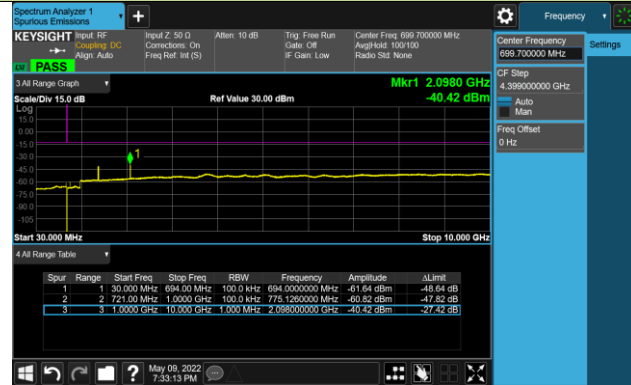 Spectrum Analyzer 1
Spurious Emissions
+
Frequency
KEYSIGHT Input: RF Input Z: 50 Ω Atten: 10 dB Trig: Free Run Center Freq: 699.700000 MHz
Coupling: DC Corrections: On Gate: Off Avg|Hold: 100/100
Align: Auto Freq Ref: Int (S) IF Gain: Low Radio Std: None
LW PASS
Center Frequency
699.700000 MHz
Settings
CF Step
4.399000000 GHz
Auto
Man
Freq Offset
0 Hz
3 All Range Graph
Mkr1 2.0980 GHz
Scale/Div 15.0 dB Ref Value 30.00 dBm -40.42 dBm
Log
15.0
0.00
-15.0
-30.0
-45.0
-60.0
-75.0
-90.0
-105
1
Start 30.000 MHz Stop 10.000 GHz
4 All Range Table
Spur Range Start Freq Stop Freq RBW Frequency Amplitude ΔLimit
1 1 30.000 MHz 694.00 MHz 100.0 kHz 694.0000000 MHz -61.64 dBm -48.64 dB
2 2 721.00 MHz 1.0000 GHz 100.0 kHz 775.1260000 MHz -60.82 dBm -47.82 dB
3 3 1.0000 GHz 10.000 GHz 1.000 MHz 2.098000000 GHz -40.42 dBm -27.42 dB
? May 09, 2022
7:33:13 PM